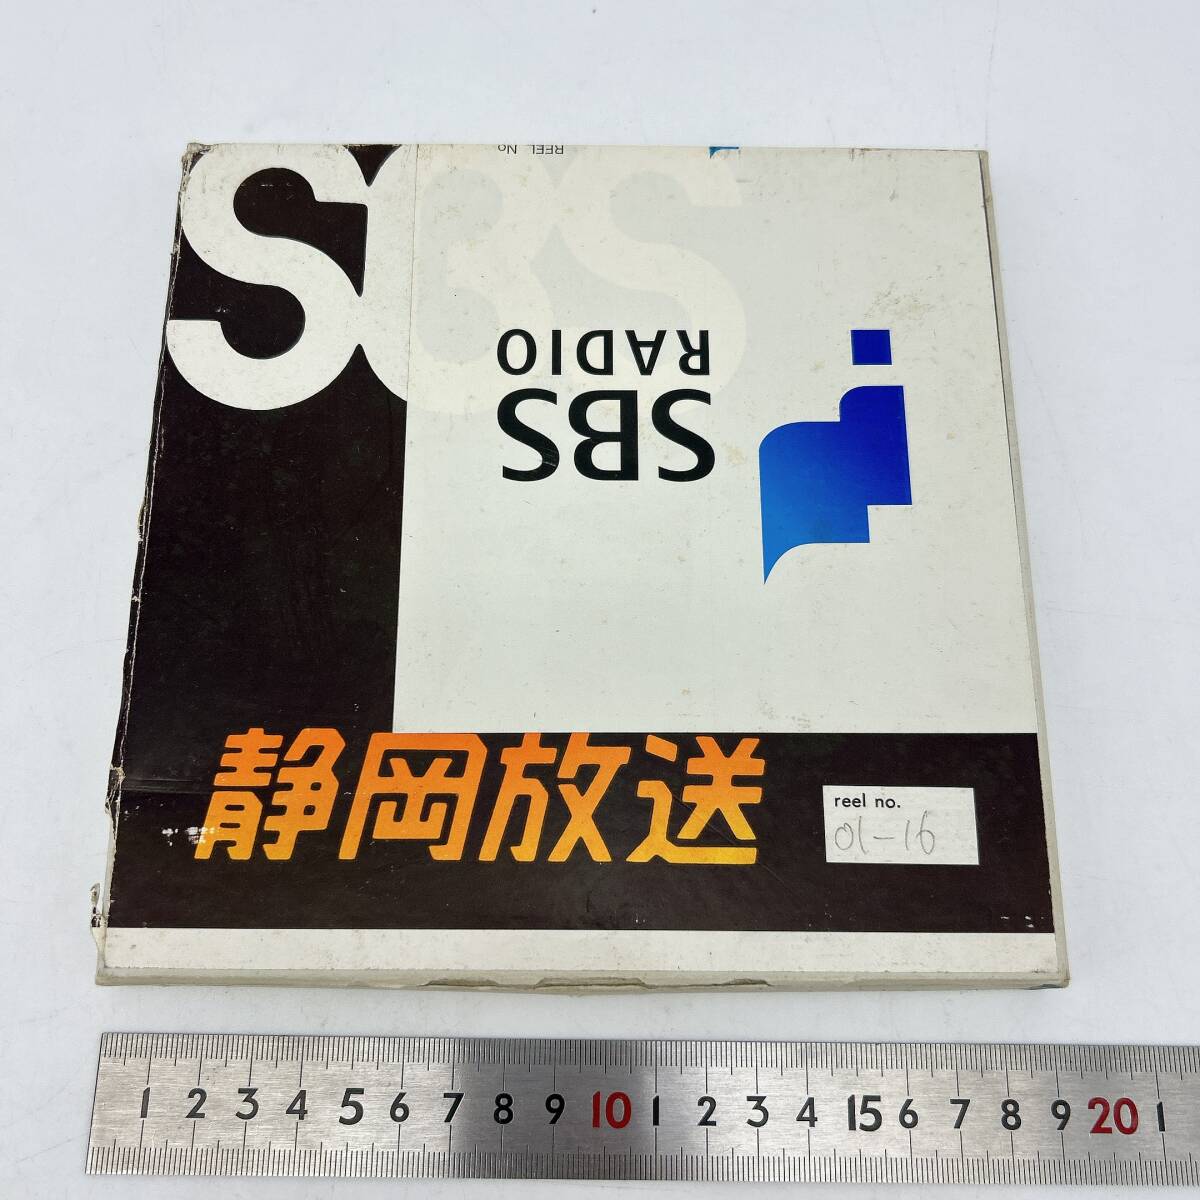 SBS
REEL No
SBS
RADIO
静岡放送
reel no.
01-16
1 2 3 4 5 6 7 8 9 10 1 2 3 4 15 6 7 8 9 20 1